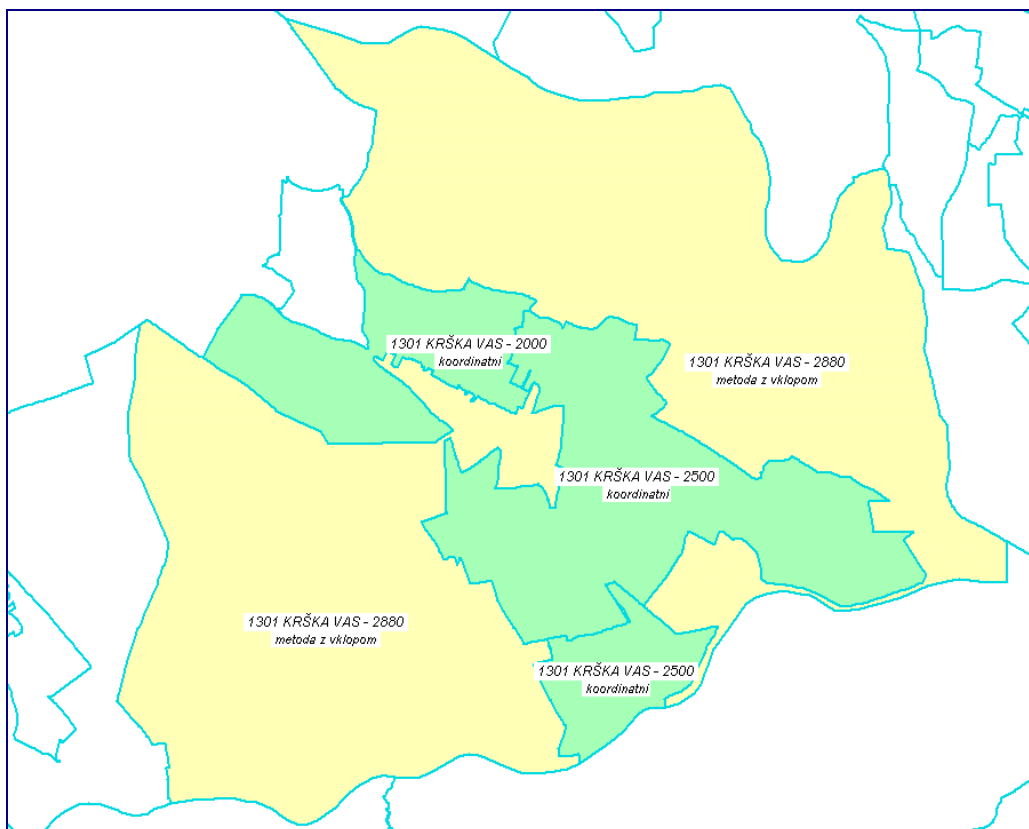 1301 KRŠKA VAS - 2000
koordinatni
1301 KRŠKA VAS - 2880
metoda z vklopom
1301 KRŠKA VAS - 2500
koordinatni
1301 KRŠKA VAS - 2880
metoda z vklopom
1301 KRŠKA VAS - 2500
koordinatni